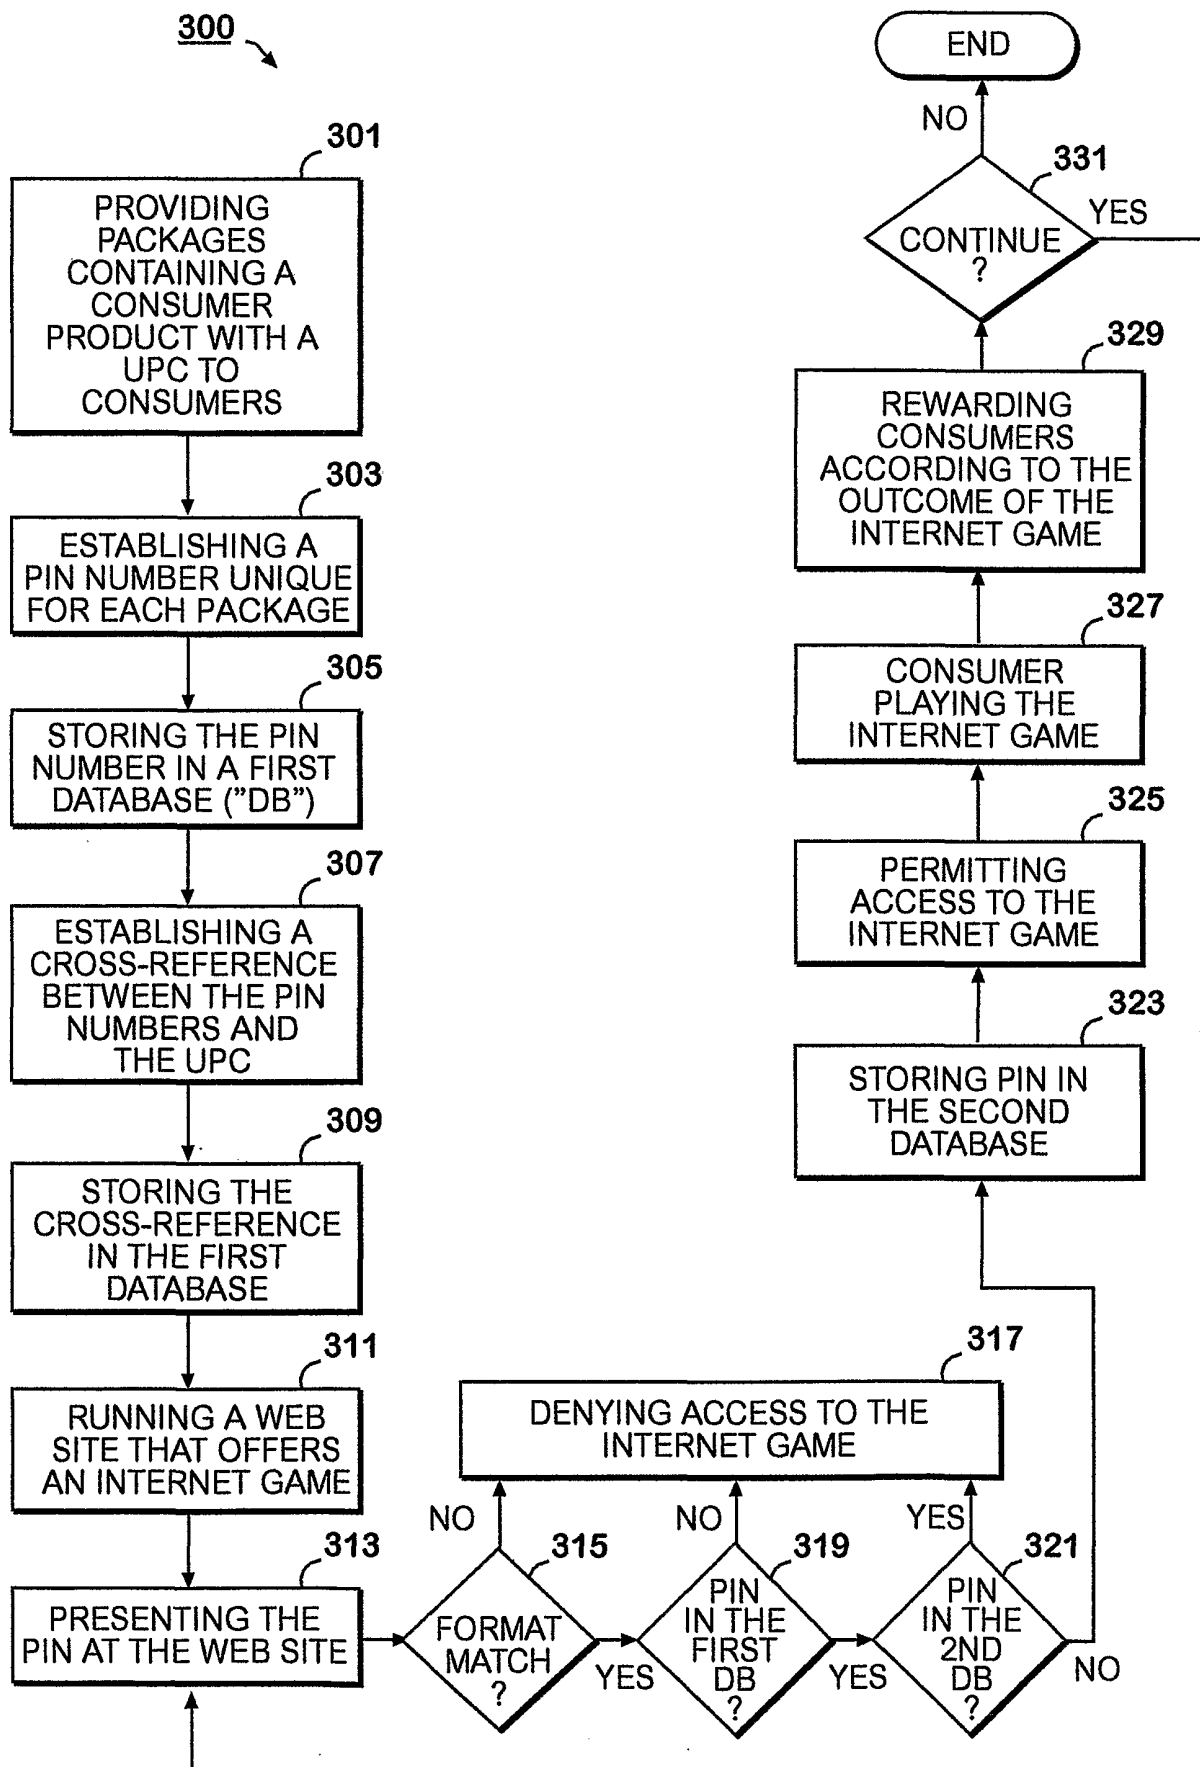 300
301
PROVIDING
PACKAGES
CONTAINING A
CONSUMER
PRODUCT WITH A
UPC TO
CONSUMERS
303
ESTABLISHING A
PIN NUMBER UNIQUE
FOR EACH PACKAGE
305
STORING THE PIN
NUMBER IN A FIRST
DATABASE ("DB")
307
ESTABLISHING A
CROSS-REFERENCE
BETWEEN THE PIN
NUMBERS AND
THE UPC
309
STORING THE
CROSS-REFERENCE
IN THE FIRST
DATABASE
311
RUNNING A WEB
SITE THAT OFFERS
AN INTERNET GAME
313
PRESENTING THE
PIN AT THE WEB SITE
315
FORMAT
MATCH
?
NO
YES
317
DENYING ACCESS TO THE
INTERNET GAME
319
PIN
IN THE
FIRST
DB
?
NO
YES
321
PIN
IN THE
2ND
DB
?
YES
NO
323
STORING PIN IN
THE SECOND
DATABASE
325
PERMITTING
ACCESS TO THE
INTERNET GAME
327
CONSUMER
PLAYING THE
INTERNET GAME
329
REWARDING
CONSUMERS
ACCORDING TO THE
OUTCOME OF THE
INTERNET GAME
331
CONTINUE
?
YES
NO
END